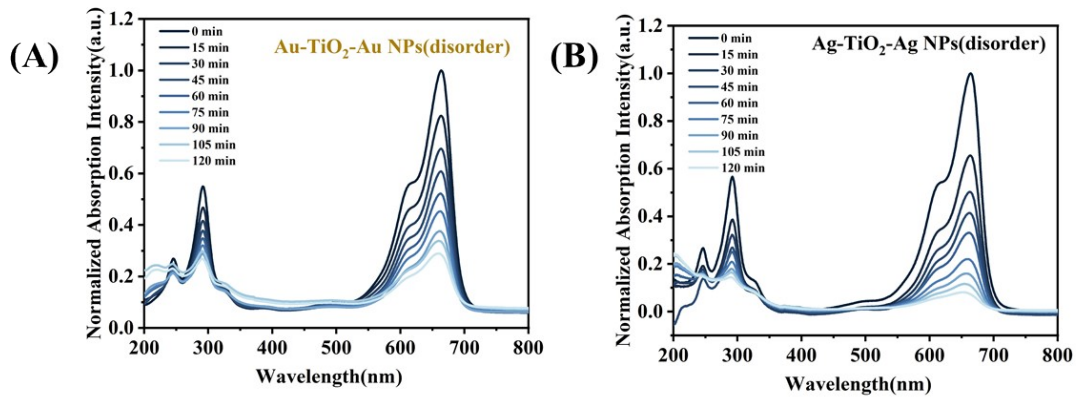 (A)
Au-TiO₂-Au NPs(disorder)
0 min
15 min
30 min
45 min
60 min
75 min
90 min
105 min
120 min
Normalized Absorption Intensity(a.u.)
1.2
1.0
0.8
0.6
0.4
0.2
0.0
200 300 400 500 600 700 800
Wavelength(nm)
(B)
Ag-TiO₂-Ag NPs(disorder)
0 min
15 min
30 min
45 min
60 min
75 min
90 min
105 min
120 min
Normalized Absorption Intensity(a.u.)
1.2
1.0
0.8
0.6
0.4
0.2
0.0
200 300 400 500 600 700 800
Wavelength(nm)